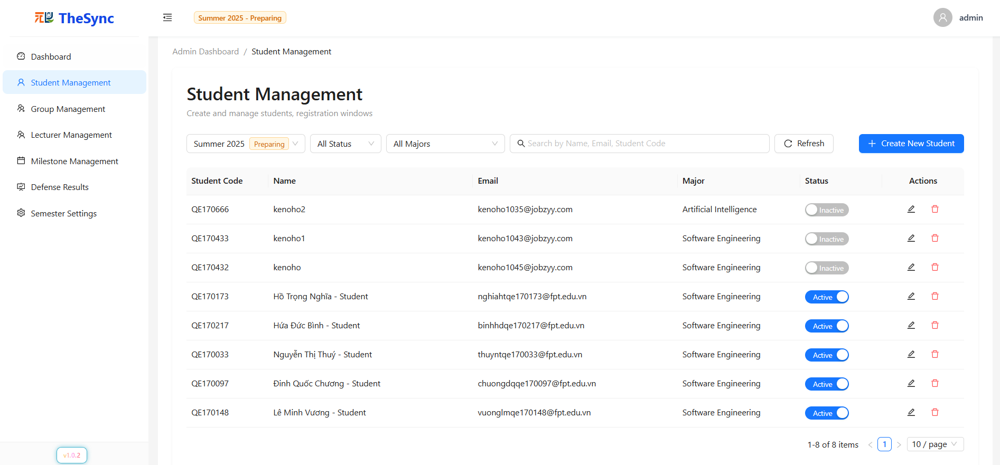 TheSync
Summer 2025 - Preparing
admin
Dashboard
Student Management
Group Management
Lecturer Management
Milestone Management
Defense Results
Semester Settings
v1.0.2
Admin Dashboard / Student Management
Student Management
Create and manage students, registration windows
Summer 2025 Preparing All Status All Majors Search by Name, Email, Student Code Refresh Create New Student
Student Code Name Email Major Status Actions
QE170666 kenoho2 kenoho1035@jobzyy.com Artificial Intelligence Inactive
QE170433 kenoho1 kenoho1043@jobzyy.com Software Engineering Inactive
QE170432 kenoho kenoho1045@jobzyy.com Software Engineering Inactive
QE170173 Hồ Trọng Nghĩa - Student nghiahtqe170173@fpt.edu.vn Software Engineering Active
QE170217 Hứa Đức Bình - Student binhhdqe170217@fpt.edu.vn Software Engineering Active
QE170033 Nguyễn Thị Thuý - Student thuyntqe170033@fpt.edu.vn Software Engineering Active
QE170097 Đinh Quốc Chương - Student chuongdqqe170097@fpt.edu.vn Software Engineering Active
QE170148 Lê Minh Vương - Student vuonglmqe170148@fpt.edu.vn Software Engineering Active
1-8 of 8 items 1 10 / page